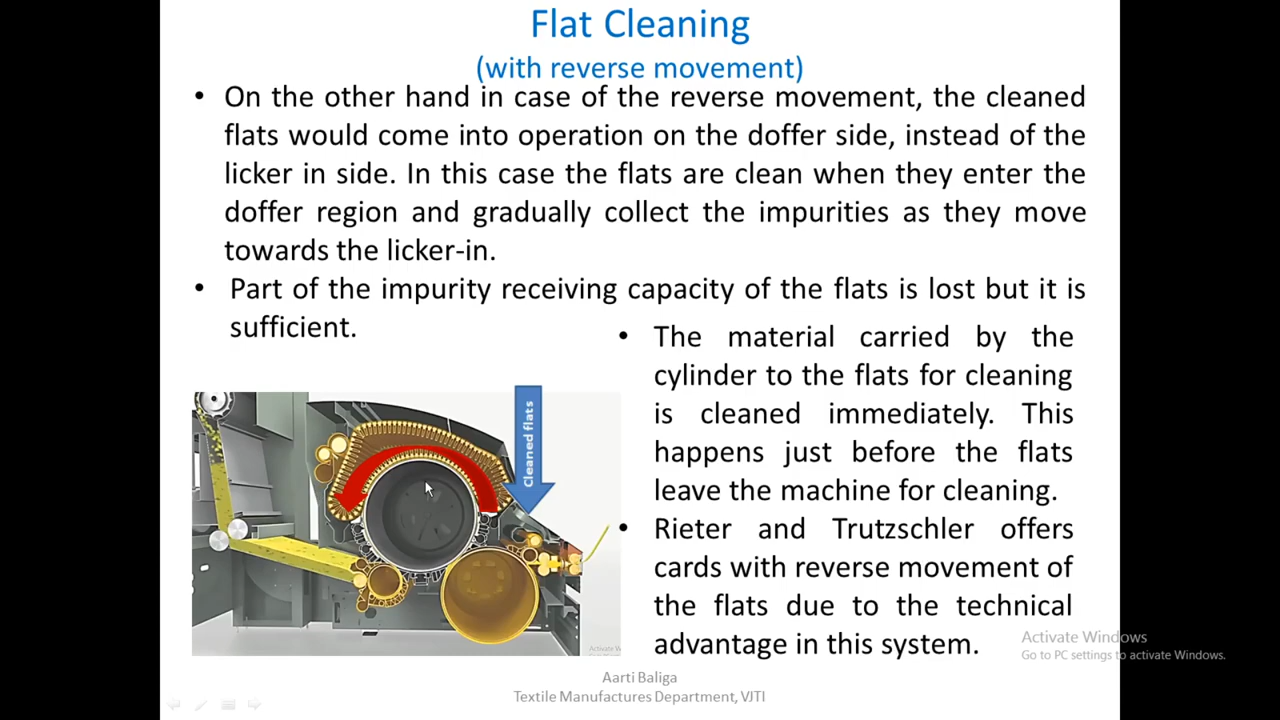 Flat Cleaning
(with reverse movement)
• On the other hand in case of the reverse movement, the cleaned
flats would come into operation on the doffer side, instead of the
licker in side. In this case the flats are clean when they enter the
doffer region and gradually collect the impurities as they move
towards the licker-in.
• Part of the impurity receiving capacity of the flats is lost but it is
sufficient.
• The material carried by the
cylinder to the flats for cleaning
is cleaned immediately. This
happens just before the flats
leave the machine for cleaning.
• Rieter and Trutzschler offers
cards with reverse movement of
the flats due to the technical
advantage in this system.
Cleaned flats
Activate Windows
Go to PC settings to activate Windows.
Aarti Baliga
Textile Manufactures Department, VJTI